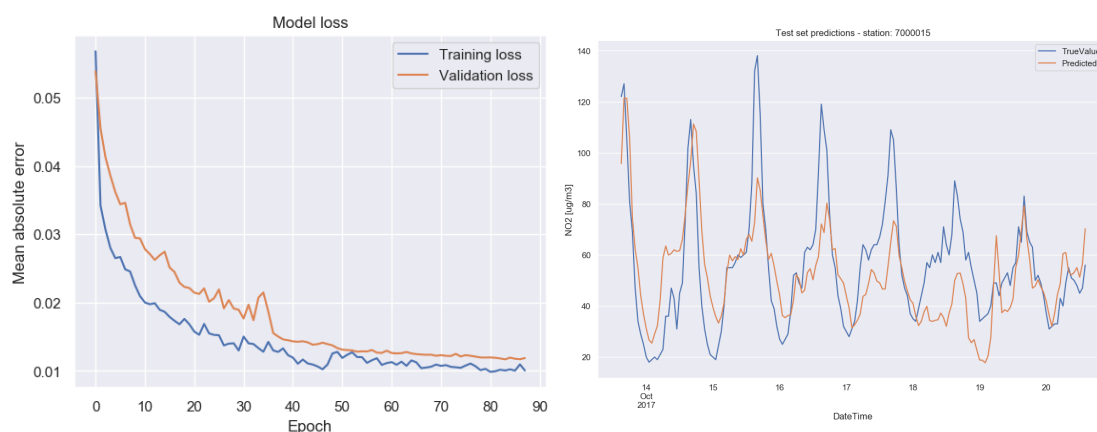 Model loss
Training loss
Validation loss
Mean absolute error
0.05
0.04
0.03
0.02
0.01
0 10 20 30 40 50 60 70 80 90
Epoch
Test set predictions - station: 7000015
TrueValue
Predicted
NO2 [ug/m3]
140
120
100
80
60
40
20
14 15 16 17 18 19 20
Oct
2017
DateTime